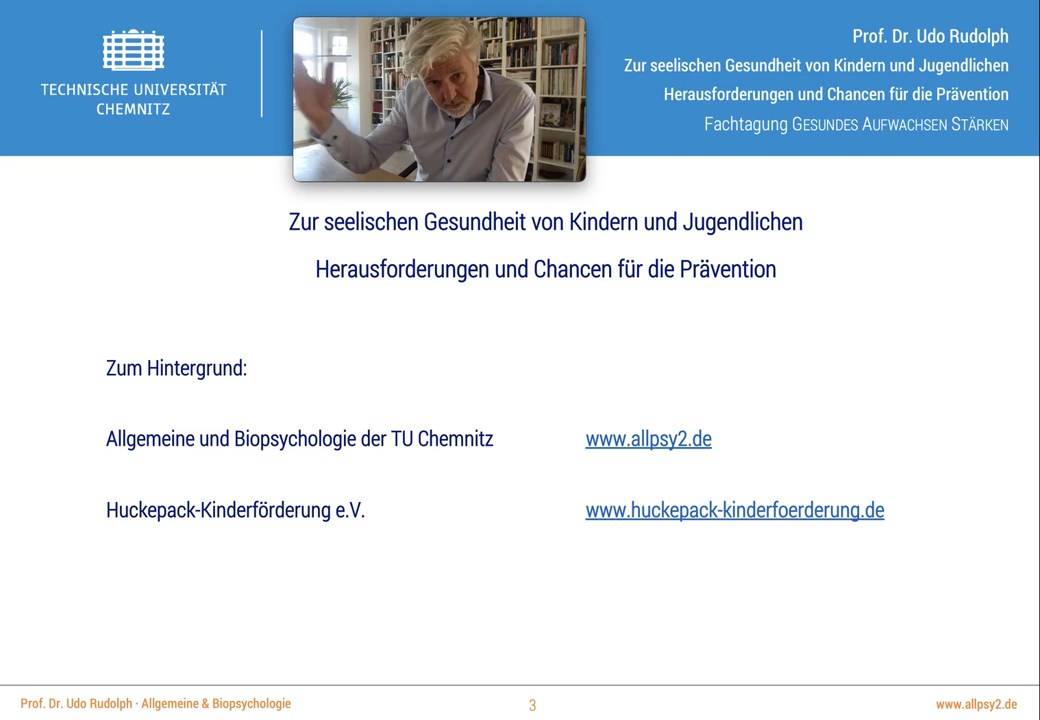 TECHNISCHE UNIVERSITÄT
CHEMNITZ
Prof. Dr. Udo Rudolph
Zur seelischen Gesundheit von Kindern und Jugendlichen
Herausforderungen und Chancen für die Prävention
Fachtagung GESUNDES AUFWACHSEN STÄRKEN
Zur seelischen Gesundheit von Kindern und Jugendlichen
Herausforderungen und Chancen für die Prävention
Zum Hintergrund:
Allgemeine und Biopsychologie der TU Chemnitz www.allpsy2.de
Huckepack-Kinderförderung e.V. www.huckepack-kinderfoerderung.de
Prof. Dr. Udo Rudolph · Allgemeine & Biopsychologie 3 www.allpsy2.de